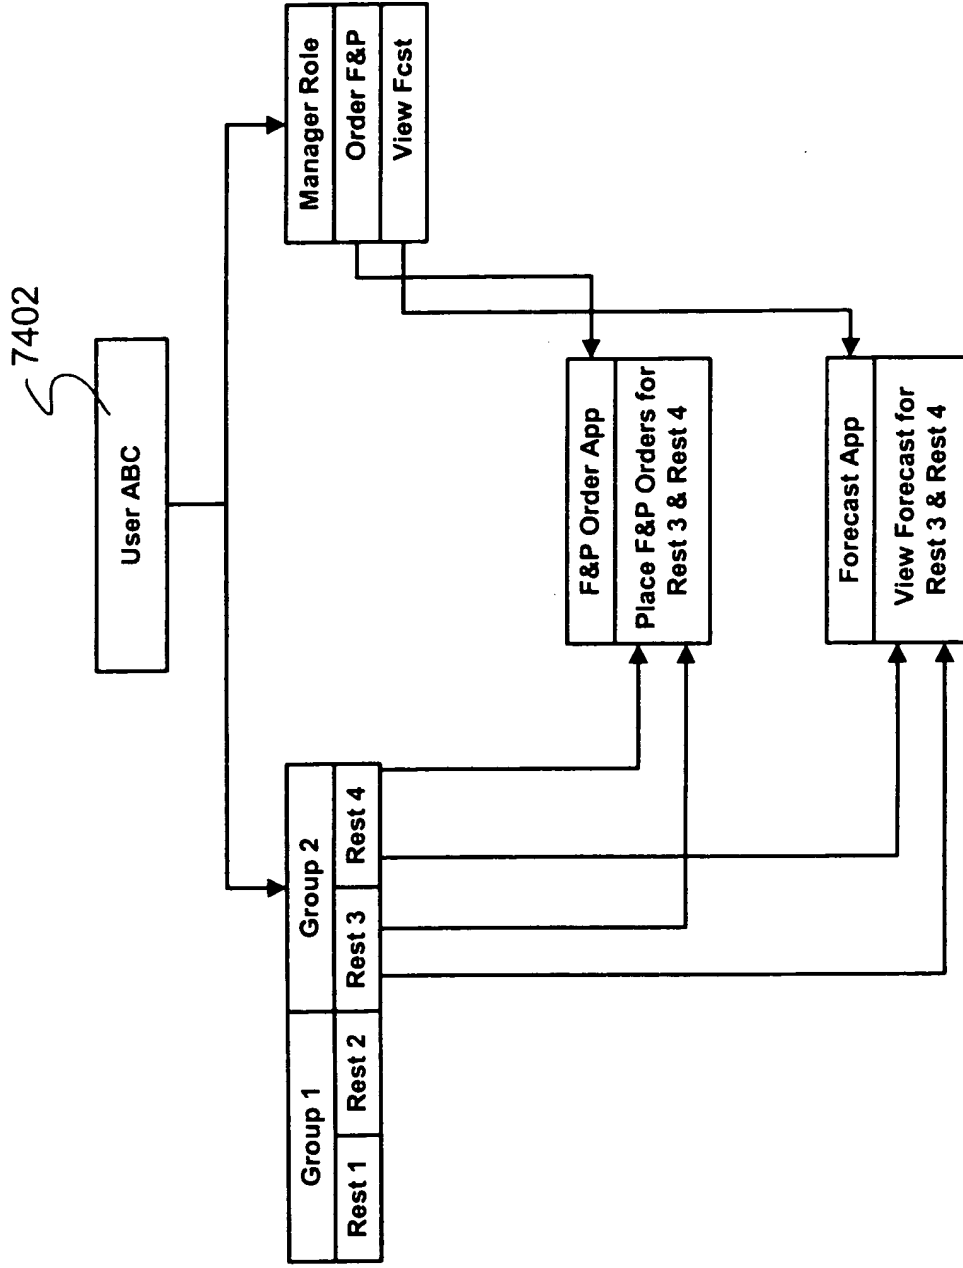 7402
User ABC
Group 1
Group 2
Rest 1
Rest 2
Rest 3
Rest 4
Manager Role
Order F&P
View Fcst
F&P Order App
Place F&P Orders for
Rest 3 & Rest 4
Forecast App
View Forecast for
Rest 3 & Rest 4